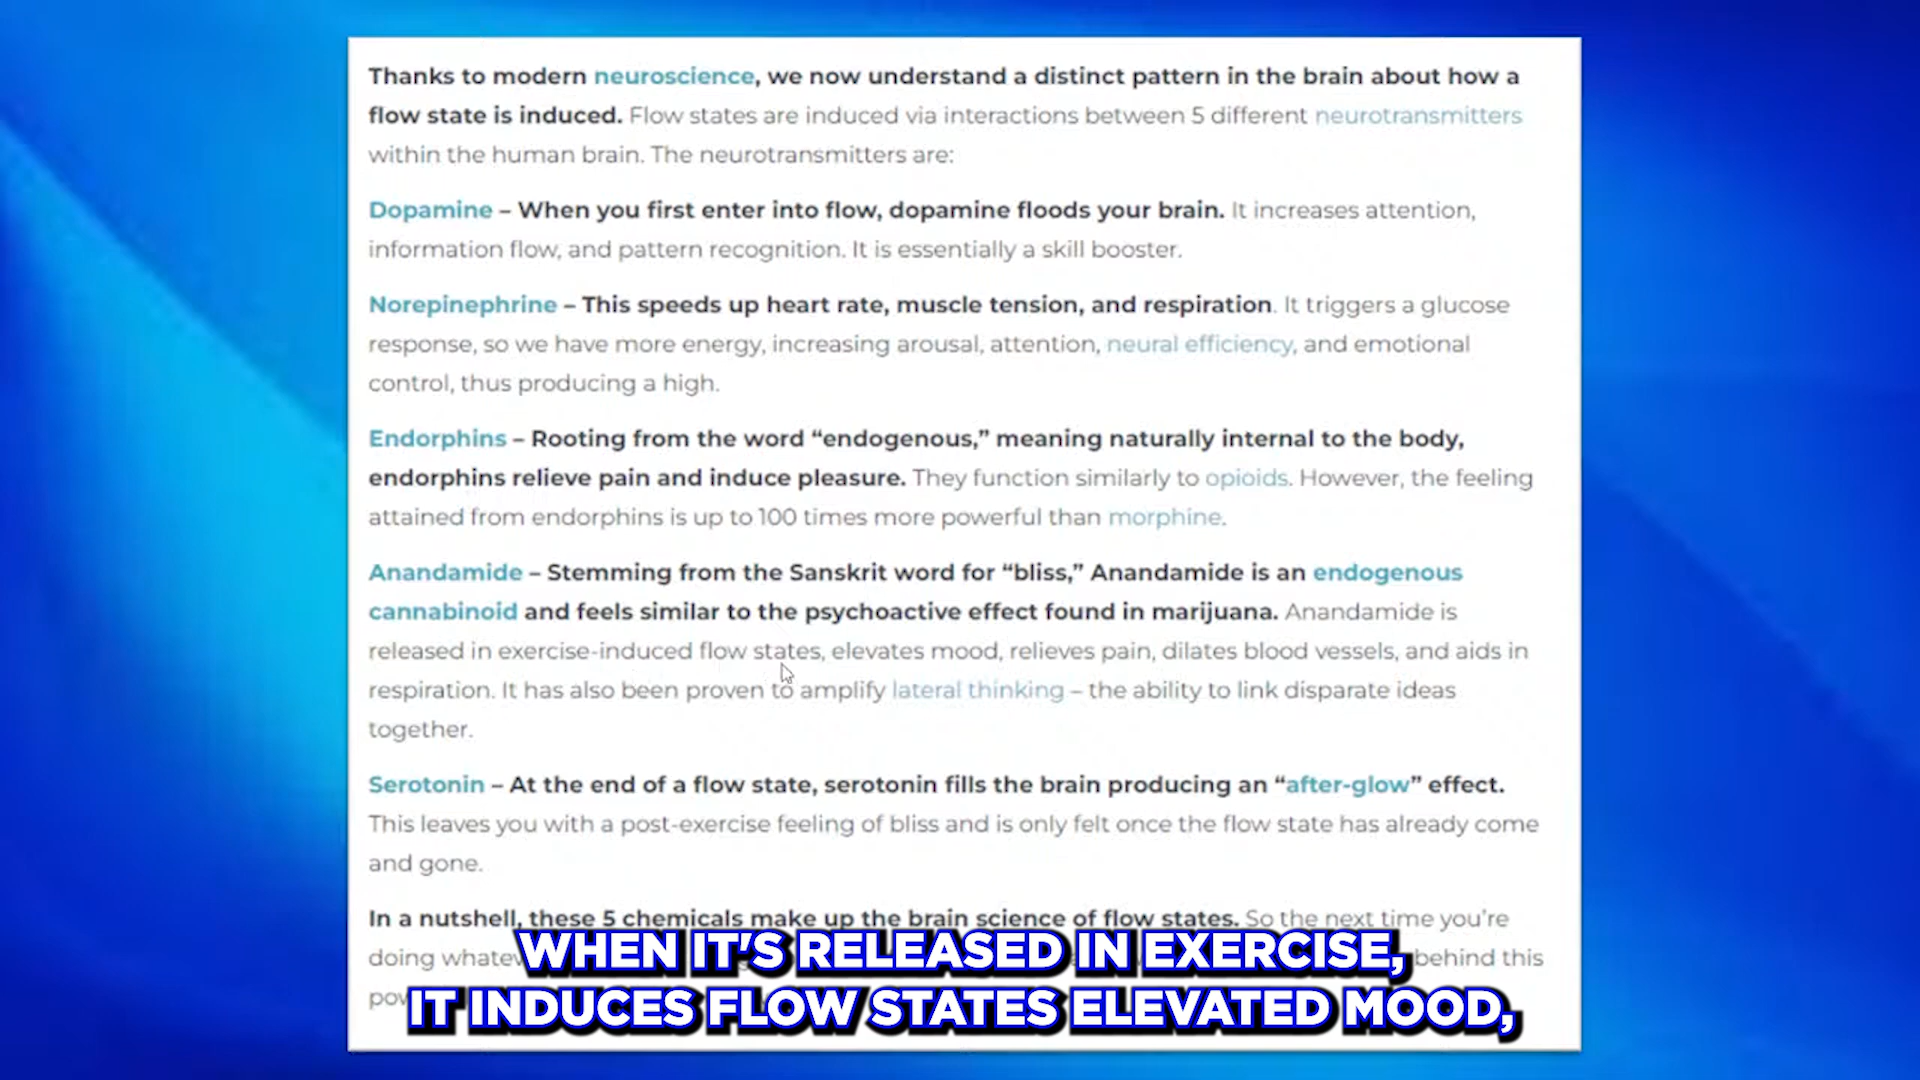 Thanks to modern neuroscience, we now understand a distinct pattern in the brain about how a
flow state is induced. Flow states are induced via interactions between 5 different neurotransmitters
within the human brain. The neurotransmitters are:
Dopamine – When you first enter into flow, dopamine floods your brain. It increases attention,
information flow, and pattern recognition. It is essentially a skill booster.
Norepinephrine – This speeds up heart rate, muscle tension, and respiration. It triggers a glucose
response, so we have more energy, increasing arousal, attention, neural efficiency, and emotional
control, thus producing a high.
Endorphins – Rooting from the word “endogenous,” meaning naturally internal to the body,
endorphins relieve pain and induce pleasure. They function similarly to opioids. However, the feeling
attained from endorphins is up to 100 times more powerful than morphine.
Anandamide – Stemming from the Sanskrit word for “bliss,” Anandamide is an endogenous
cannabinoid and feels similar to the psychoactive effect found in marijuana. Anandamide is
released in exercise-induced flow states, elevates mood, relieves pain, dilates blood vessels, and aids in
respiration. It has also been proven to amplify lateral thinking – the ability to link disparate ideas
together.
Serotonin – At the end of a flow state, serotonin fills the brain producing an “after-glow” effect.
This leaves you with a post-exercise feeling of bliss and is only felt once the flow state has already come
and gone.
In a nutshell, these 5 chemicals make up the brain science of flow states. So the next time you’re
doing behind this
WHEN IT'S RELEASED IN EXERCISE,
IT INDUCES FLOW STATES ELEVATED MOOD,